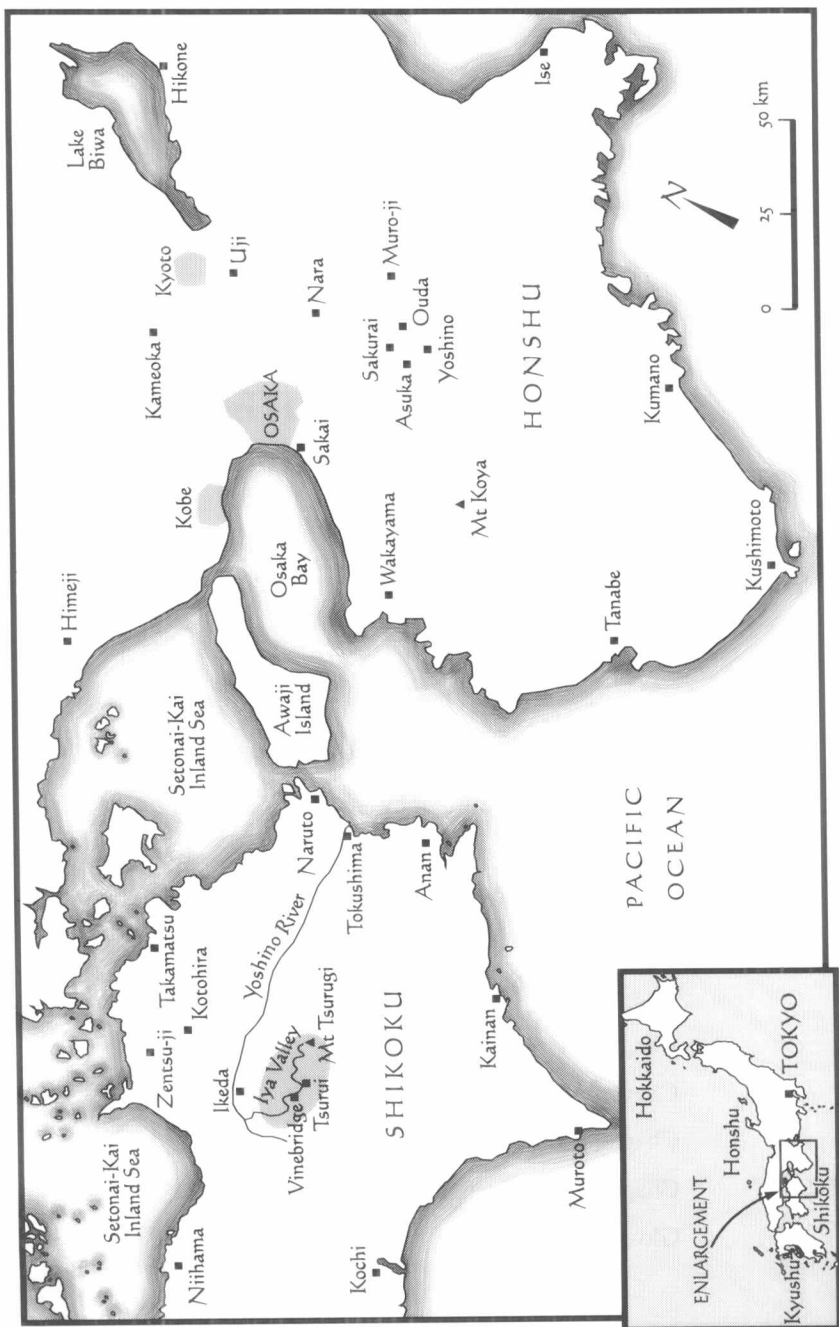 Lake
Biwa
Hikone
Kyoto
Uji
Kameoka
Nara
OSAKA
Sakai
Kobe
Himeji
Osaka
Bay
Sakurai
Muro-ji
Asuka
Ouda
Yoshino
Ise
HONSHU
Mt Koya
Wakayama
Kumano
Tanabe
Kushimoto
N
0
25
50 km
Setonai-Kai
Inland Sea
Awaji
Island
Naruto
Tokushima
Anan
Yoshino River
Takamatsu
Kotohira
Zentsu-ji
Ikeda
Iya Valley
Mt Tsurugi
Tsurui
Vinebridge
SHIKOKU
Kainan
Muroto
Kochi
Niihama
Setonai-Kai
Inland Sea
PACIFIC
OCEAN
Hokkaido
Honshu
TOKYO
ENLARGEMENT
Shikoku
Kyushu